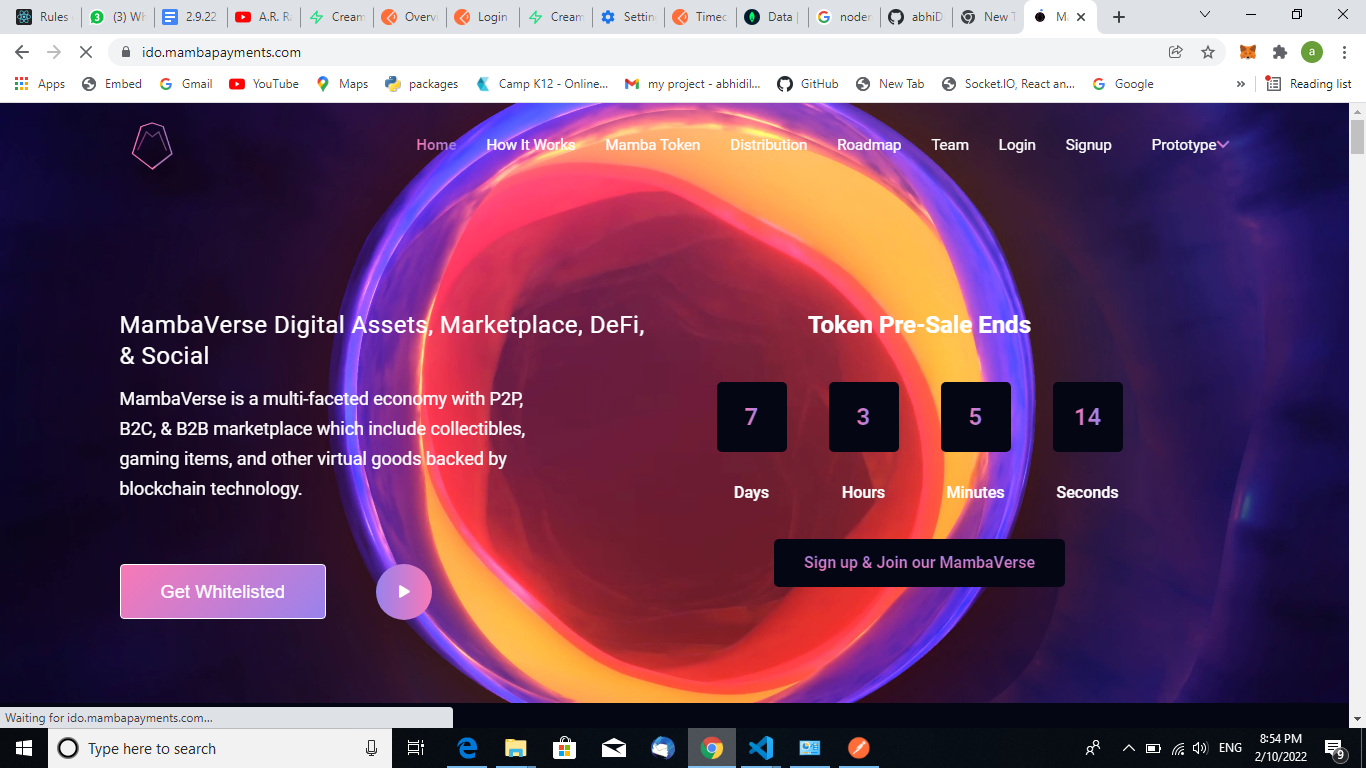 Rules
(3) Wh
2.9.22
A.R. R
Cream
Overv
Login
Cream
Settin
Timec
Data |
noder
abhiD
New T
M
ido.mambapayments.com
a
Apps
Embed
Gmail
YouTube
Maps
packages
Camp K12 - Online...
my project - abhidil...
GitHub
New Tab
Socket.IO, React an...
Google
»
Reading list
Home
How It Works
Mamba Token
Distribution
Roadmap
Team
Login
Signup
Prototype
MambaVerse Digital Assets, Marketplace, DeFi,
& Social
MambaVerse is a multi-faceted economy with P2P,
B2C, & B2B marketplace which include collectibles,
gaming items, and other virtual goods backed by
blockchain technology.
Get Whitelisted
Token Pre-Sale Ends
7
3
5
14
Days
Hours
Minutes
Seconds
Sign up & Join our MambaVerse
Waiting for ido.mambapayments.com...
Type here to search
ENG
8:54 PM
2/10/2022
9